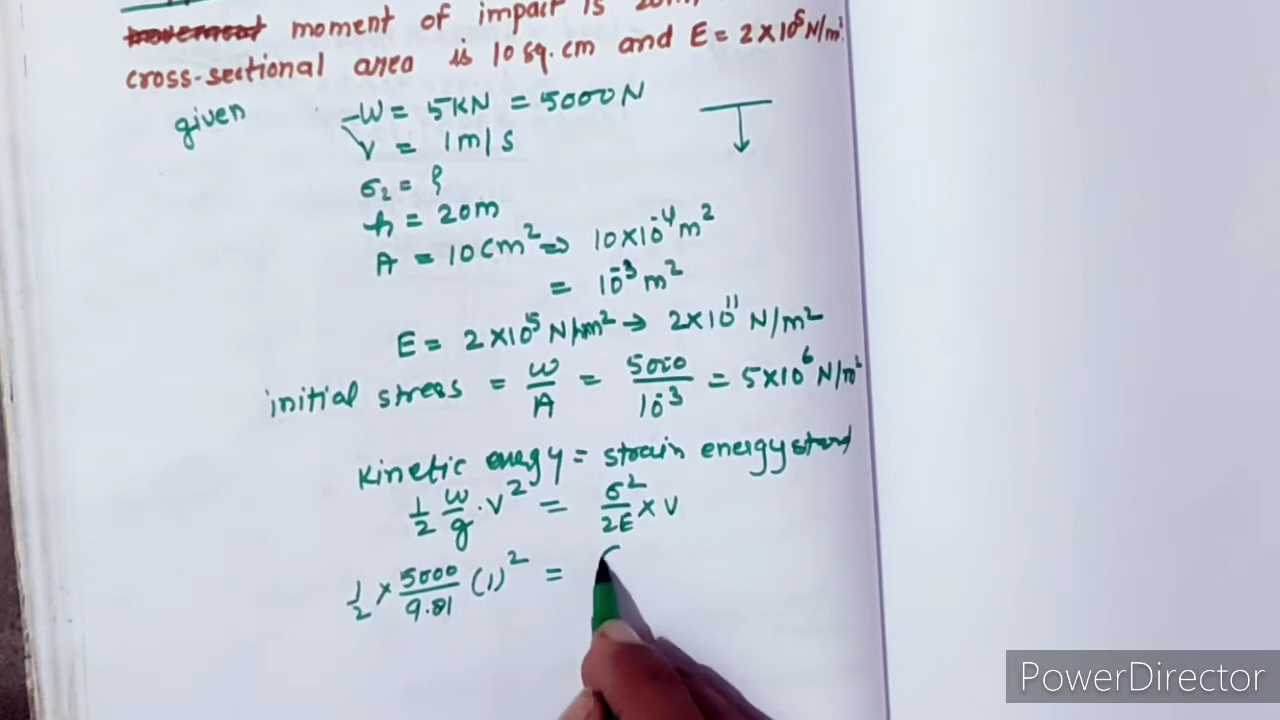 movement moment of impact is 20m,
cross-sectional area is 10 sq.cm and E = 2×10⁵ N/m²
given
W = 5KN = 5000N
V = 1m/s
σ₂ = ?
h = 20m
A = 10cm² ⇒ 10×10⁻⁴ m²
= 10⁻³ m²
E = 2×10⁵ N/mm² → 2×10¹¹ N/m²
initial stress = W/A = 5000/10⁻³ = 5×10⁶ N/m²
Kinetic energy = strain energy stored
1/2 W/g · V² = σ²/2E × V
1/2 × 5000/9.81 (1)² =
PowerDirector